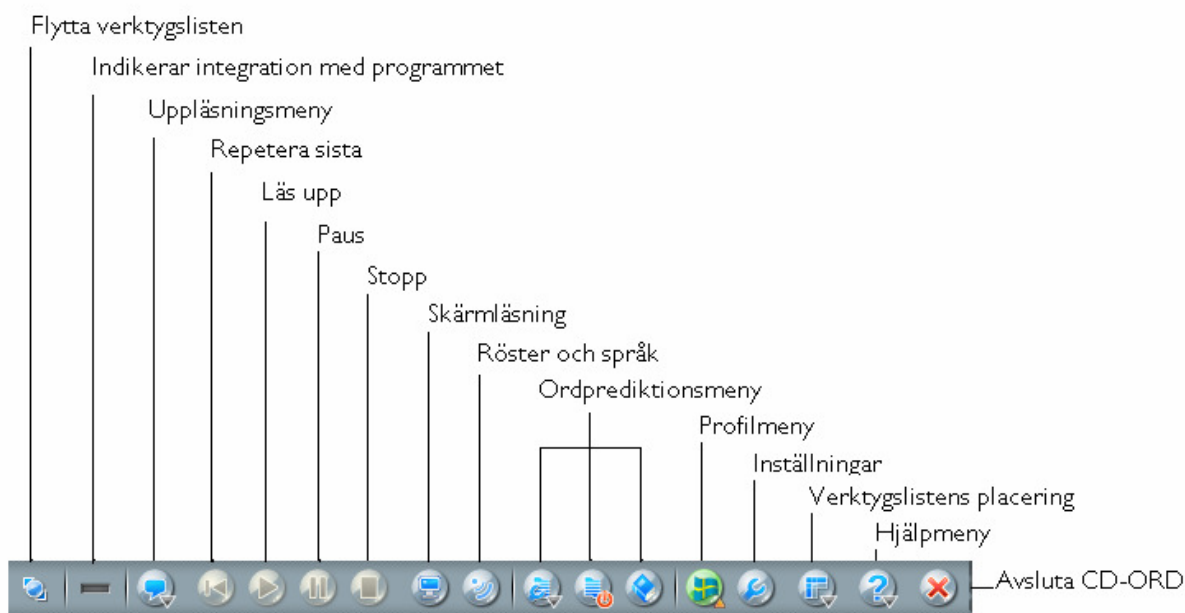 Flytta verktygslisten
Indikerar integration med programmet
Uppläsningsmeny
Repetera sista
Läs upp
Paus
Stopp
Skärmläsning
Röster och språk
Ordprediktionsmeny
Profilmeny
Inställningar
Verktygslistens placering
Hjälpmeny
Avsluta CD-ORD